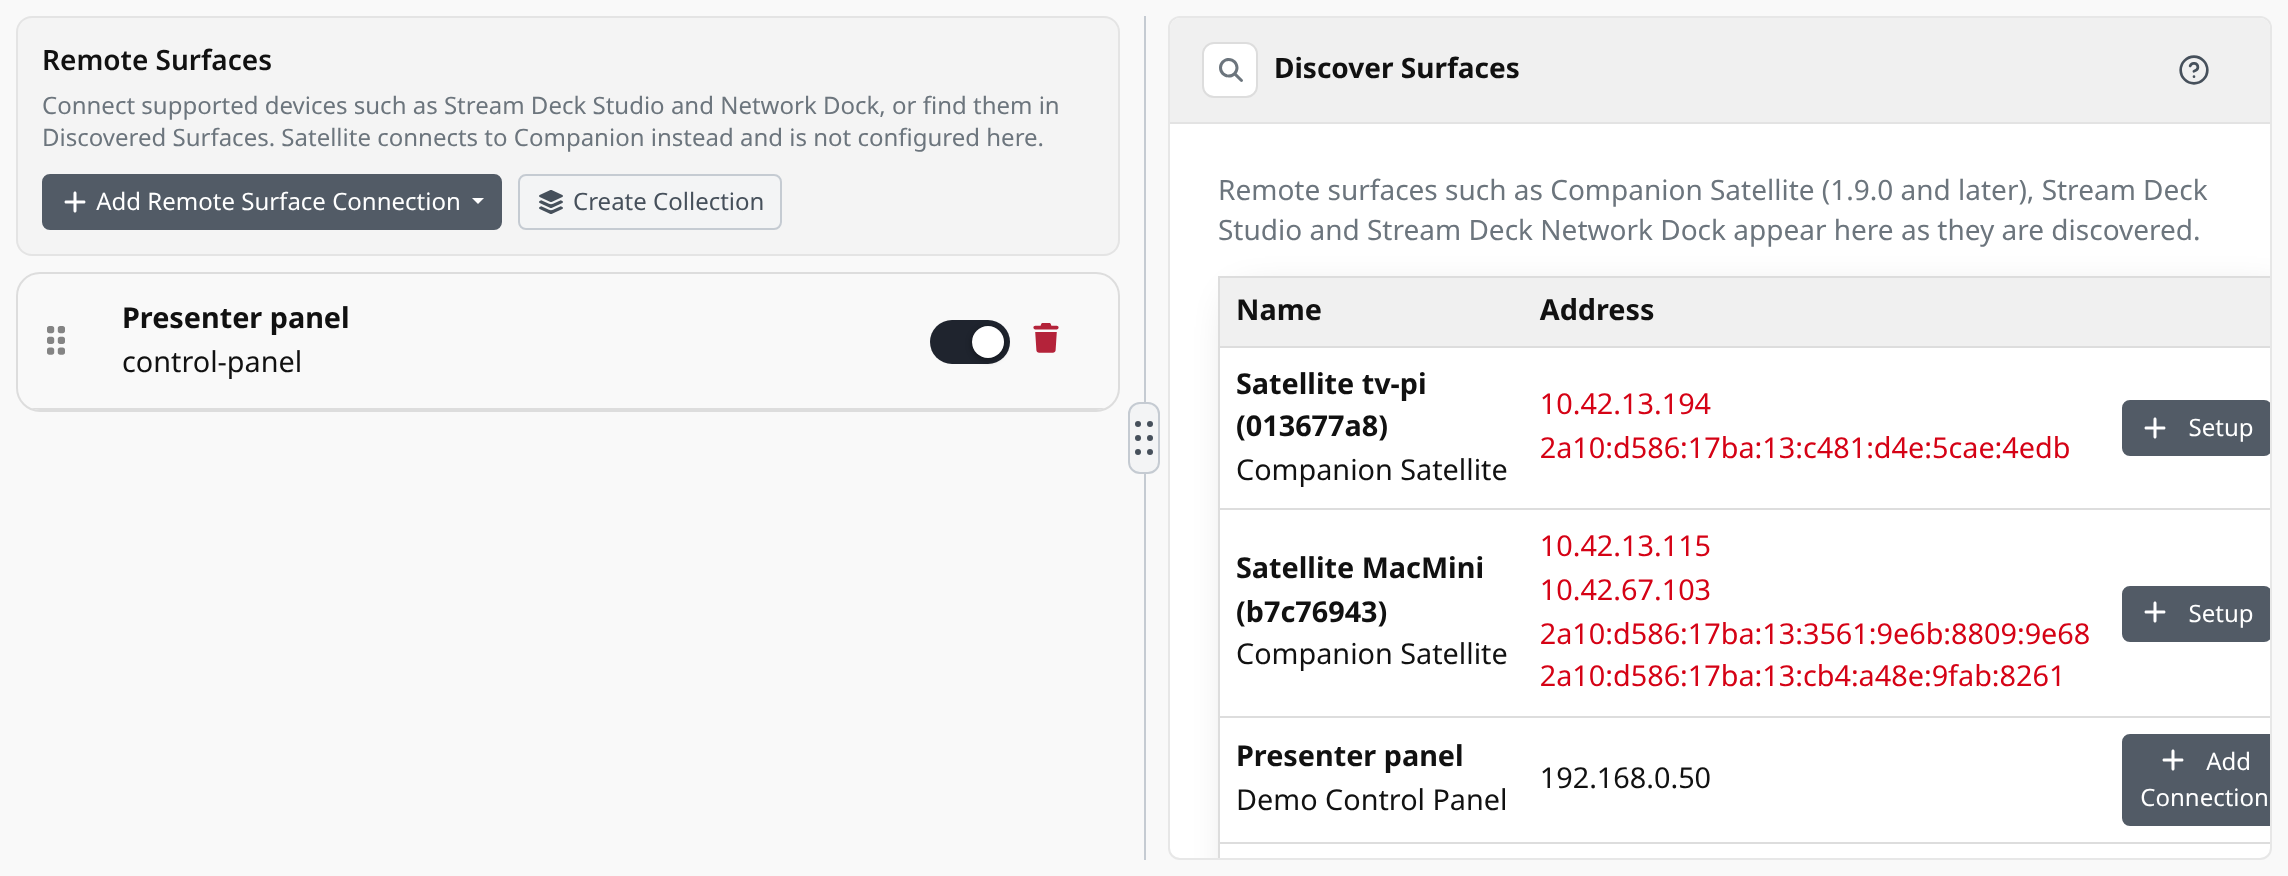 Remote Surfaces
Connect supported devices such as Stream Deck Studio and Network Dock, or find them in
Discovered Surfaces. Satellite connects to Companion instead and is not configured here.
Add Remote Surface Connection
Create Collection
Presenter panel
control-panel
Discover Surfaces
Remote surfaces such as Companion Satellite (1.9.0 and later), Stream Deck
Studio and Stream Deck Network Dock appear here as they are discovered.
Name
Address
Satellite tv-pi
(013677a8)
Companion Satellite
10.42.13.194
2a10:d586:17ba:13:c481:d4e:5cae:4edb
Setup
Satellite MacMini
(b7c76943)
Companion Satellite
10.42.13.115
10.42.67.103
2a10:d586:17ba:13:3561:9e6b:8809:9e68
2a10:d586:17ba:13:cb4:a48e:9fab:8261
Setup
Presenter panel
Demo Control Panel
192.168.0.50
Add
Connection